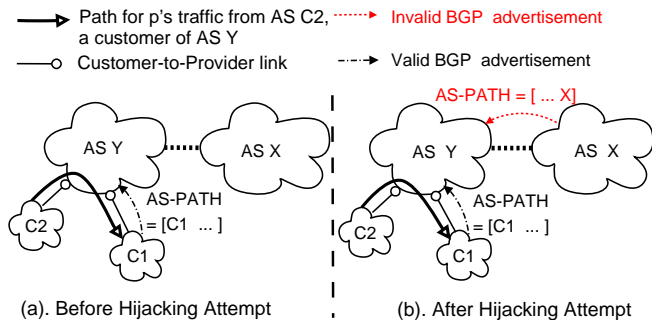 Path for p's traffic from AS C2,
a customer of AS Y
Customer-to-Provider link
Invalid BGP advertisement
Valid BGP advertisement
AS Y
AS X
AS-PATH
= [C1 ... ]
C2
C1
(a). Before Hijacking Attempt
AS-PATH = [ ... X]
AS Y
AS X
AS-PATH
= [C1 ... ]
C2
C1
(b). After Hijacking Attempt